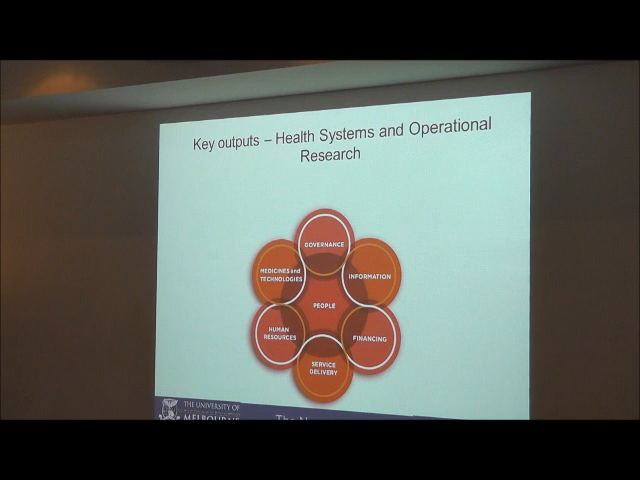 Key outputs – Health Systems and Operational
Research
GOVERNANCE
MEDICINES and
TECHNOLOGIES
INFORMATION
PEOPLE
HUMAN
RESOURCES
FINANCING
SERVICE
DELIVERY
THE UNIVERSITY OF
MELBOURNE
The